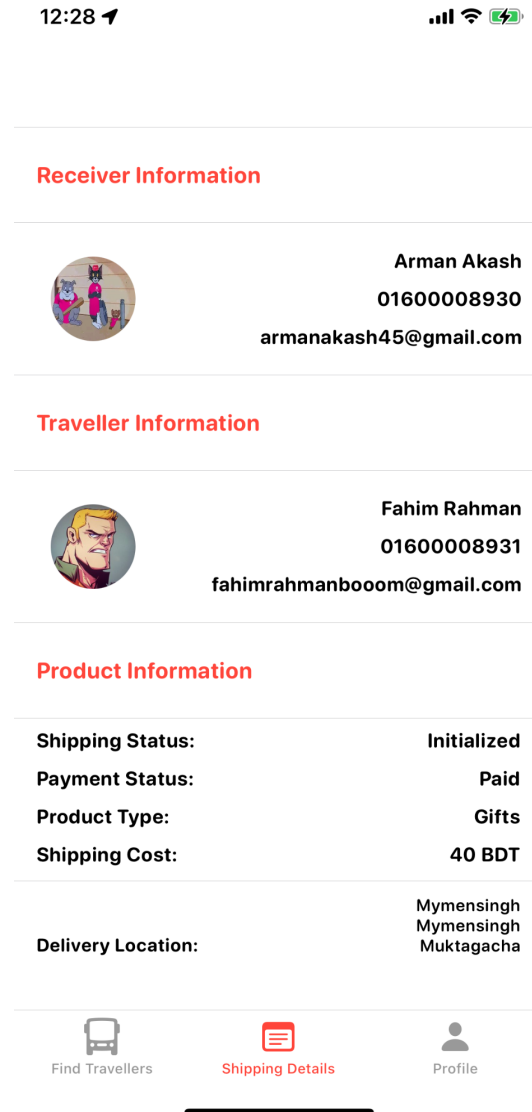 12:28
Receiver Information
Arman Akash
01600008930
armanakash45@gmail.com
Traveller Information
Fahim Rahman
01600008931
fahimrahmanbooom@gmail.com
Product Information
Shipping Status: Initialized
Payment Status: Paid
Product Type: Gifts
Shipping Cost: 40 BDT
Mymensingh
Mymensingh
Delivery Location: Muktagacha
Find Travellers Shipping Details Profile